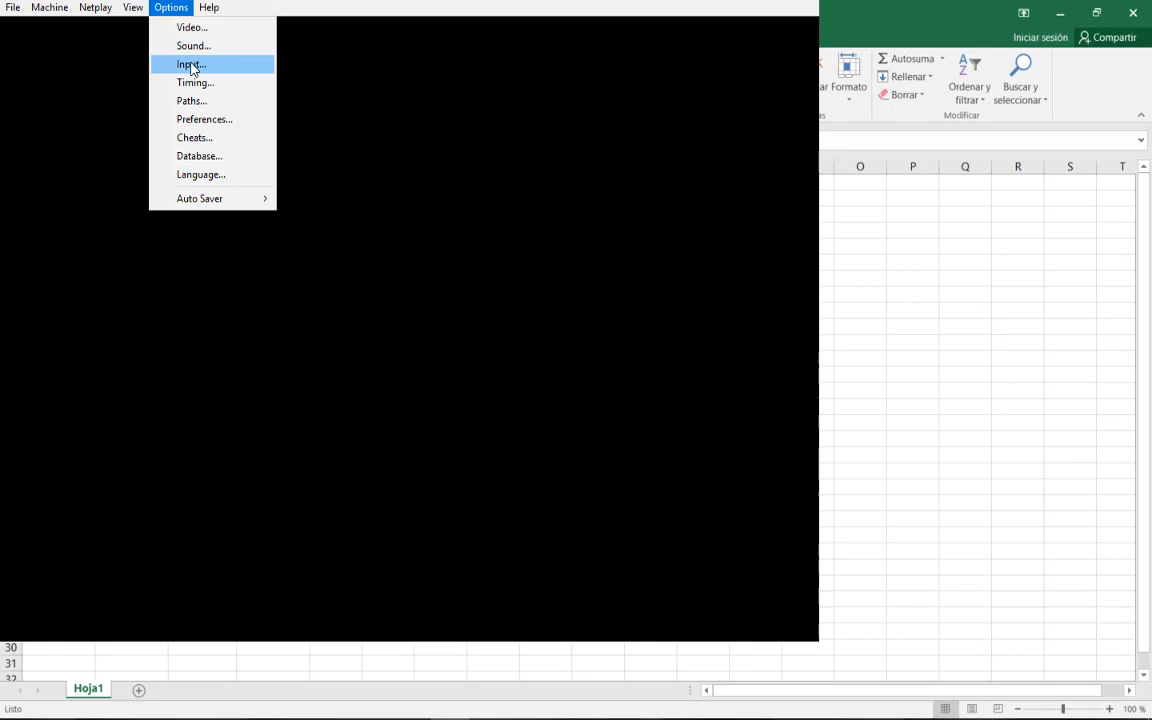 File Machine Netplay View Options Help
Video...
Sound...
Input...
Timing...
Paths...
Preferences...
Cheats...
Database...
Language...
Auto Saver
Iniciar sesión Compartir
Autosuma
Rellenar
Borrar
Formato
Ordenar y
filtrar
Buscar y
seleccionar
Modificar
O P Q R S T
30
31
32
Hoja1
Listo
100 %